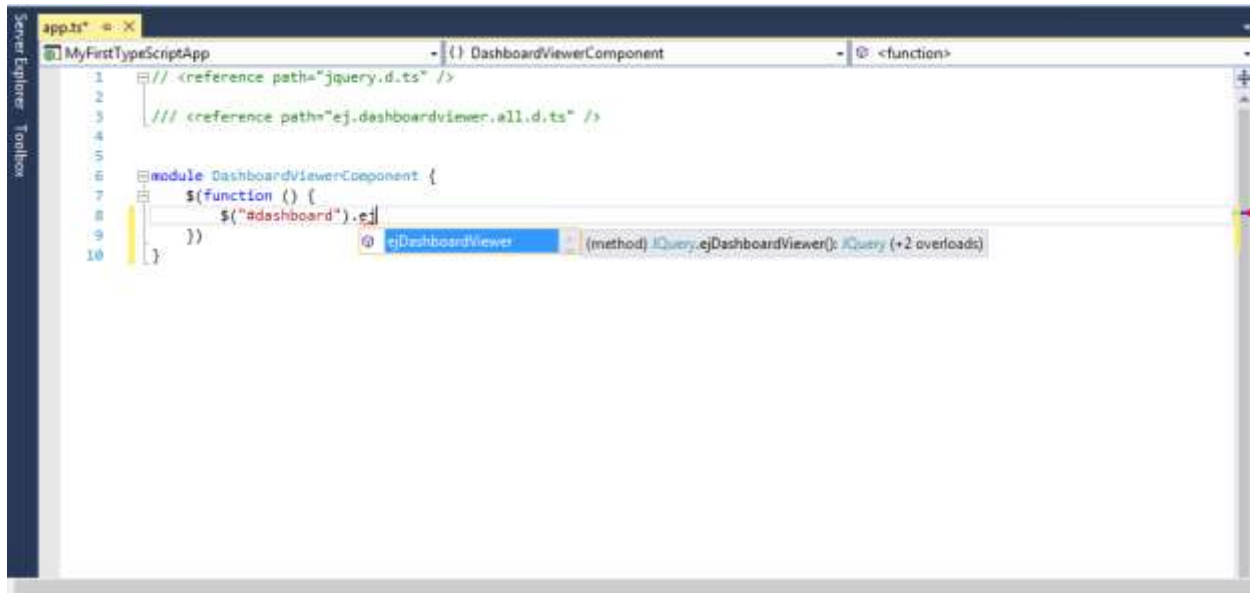 Server Explorer
Toolbox
app.ts*
MyFirstTypeScriptApp
() DashboardViewerComponent
<function>
1 // <reference path="jquery.d.ts" />
2
3 /// <reference path="ej.dashboardviewer.all.d.ts" />
4
5
6 module DashboardViewerComponent {
7 $(function () {
8 $("#dashboard").ej
9 })
10 }
ejDashboardViewer
(method) JQuery.ejDashboardViewer(): JQuery (+2 overloads)